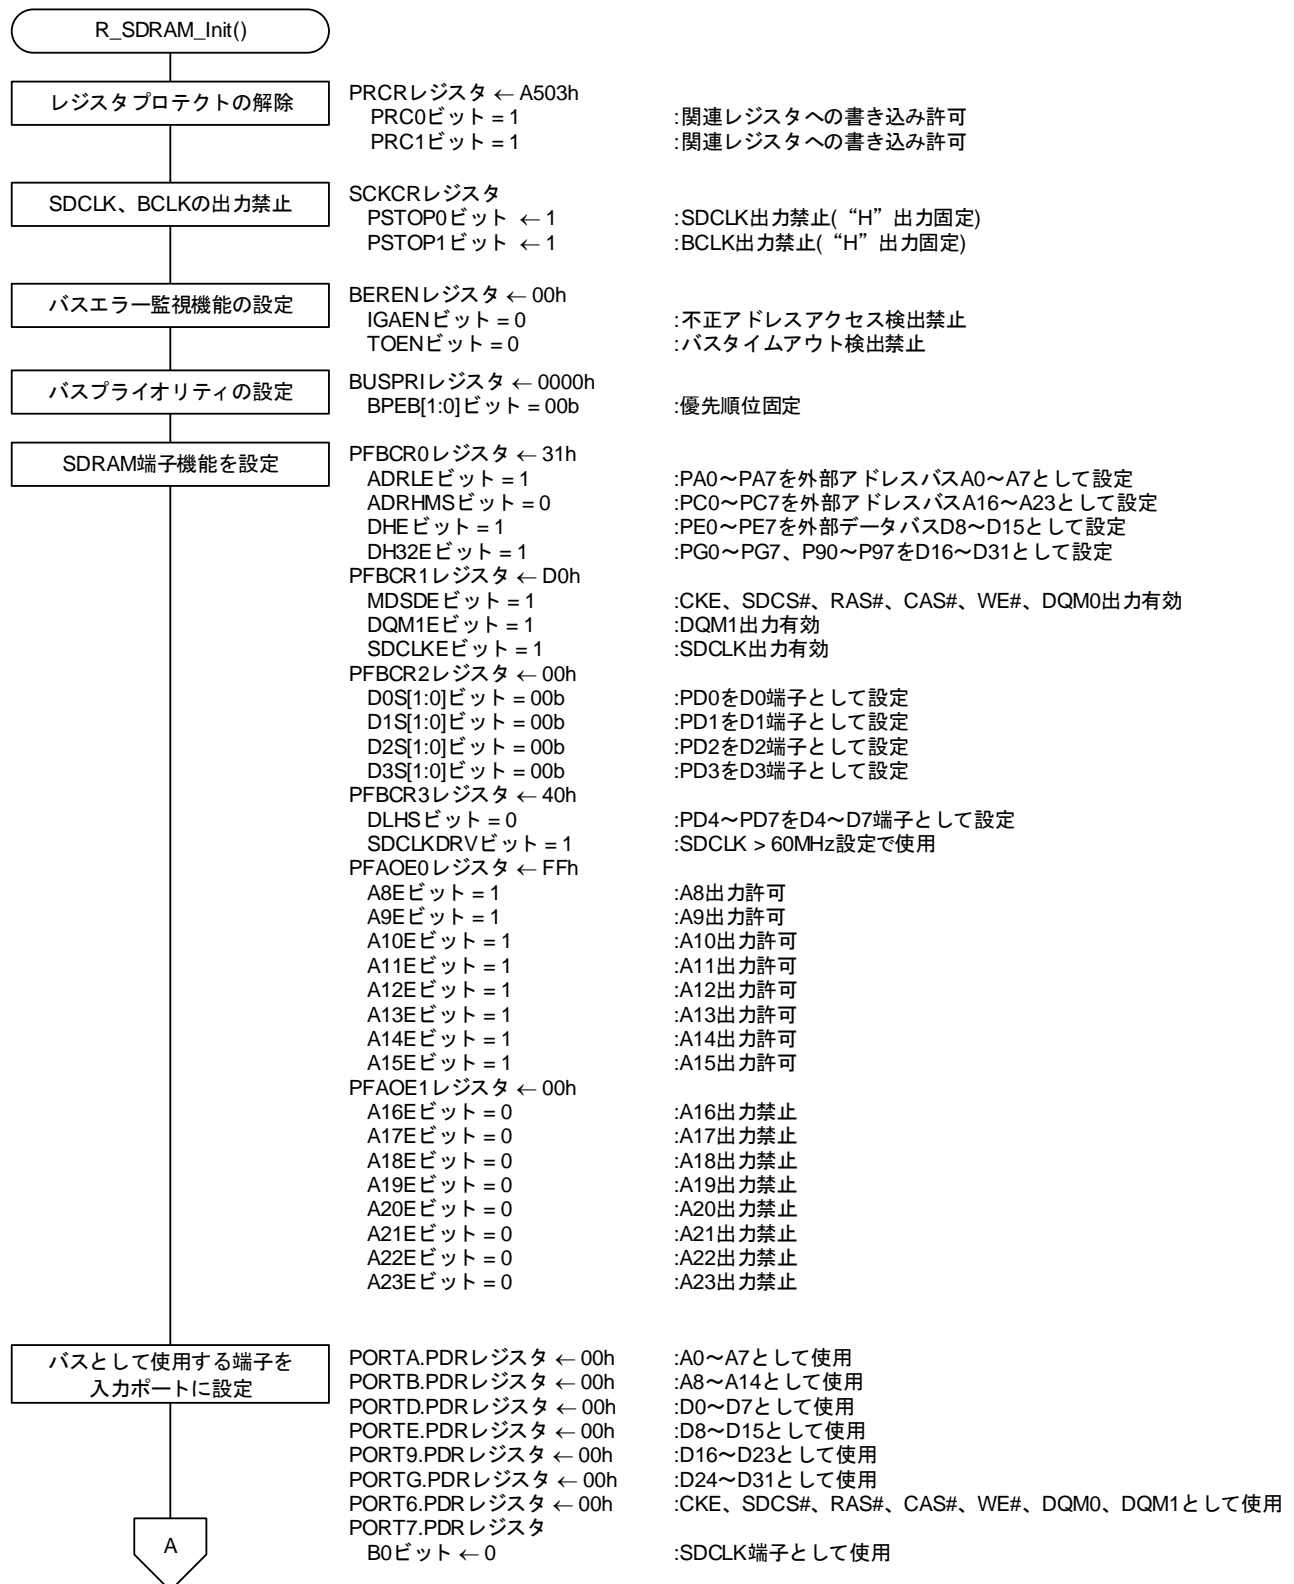 R_SDRAM_Init()
レジスタプロテクトの解除
PRCRレジスタ ← A503h
PRC0ビット = 1 :関連レジスタへの書き込み許可
PRC1ビット = 1 :関連レジスタへの書き込み許可
SDCLK、BCLKの出力禁止
SCKCRレジスタ
PSTOP0ビット ← 1 :SDCLK出力禁止(“H”出力固定)
PSTOP1ビット ← 1 :BCLK出力禁止(“H”出力固定)
バスエラー監視機能の設定
BERENレジスタ ← 00h
IGAENビット = 0 :不正アドレスアクセス検出禁止
TOENビット = 0 :バスタイムアウト検出禁止
バスプライオリティの設定
BUSPRIレジスタ ← 0000h
BPEB[1:0]ビット = 00b :優先順位固定
SDRAM端子機能を設定
PFBCR0レジスタ ← 31h
ADRLEビット = 1 :PA0～PA7を外部アドレスバスA0～A7として設定
ADRHMSビット = 0 :PC0～PC7を外部アドレスバスA16～A23として設定
DHEビット = 1 :PE0～PE7を外部データバスD8～D15として設定
DH32Eビット = 1 :PG0～PG7、P90～P97をD16～D31として設定
PFBCR1レジスタ ← D0h
MDSDEビット = 1 :CKE、SDCS#、RAS#、CAS#、WE#、DQM0出力有効
DQM1Eビット = 1 :DQM1出力有効
SDCLKEビット = 1 :SDCLK出力有効
PFBCR2レジスタ ← 00h
D0S[1:0]ビット = 00b :PD0をD0端子として設定
D1S[1:0]ビット = 00b :PD1をD1端子として設定
D2S[1:0]ビット = 00b :PD2をD2端子として設定
D3S[1:0]ビット = 00b :PD3をD3端子として設定
PFBCR3レジスタ ← 40h
DLHSビット = 0 :PD4～PD7をD4～D7端子として設定
SDCLKDRVビット = 1 :SDCLK > 60MHz設定で使用
PFAOE0レジスタ ← FFh
A8Eビット = 1 :A8出力許可
A9Eビット = 1 :A9出力許可
A10Eビット = 1 :A10出力許可
A11Eビット = 1 :A11出力許可
A12Eビット = 1 :A12出力許可
A13Eビット = 1 :A13出力許可
A14Eビット = 1 :A14出力許可
A15Eビット = 1 :A15出力許可
PFAOE1レジスタ ← 00h
A16Eビット = 0 :A16出力禁止
A17Eビット = 0 :A17出力禁止
A18Eビット = 0 :A18出力禁止
A19Eビット = 0 :A19出力禁止
A20Eビット = 0 :A20出力禁止
A21Eビット = 0 :A21出力禁止
A22Eビット = 0 :A22出力禁止
A23Eビット = 0 :A23出力禁止
バスとして使用する端子を
入力ポートに設定
PORTA.PDRレジスタ ← 00h :A0～A7として使用
PORTB.PDRレジスタ ← 00h :A8～A14として使用
PORTD.PDRレジスタ ← 00h :D0～D7として使用
PORTE.PDRレジスタ ← 00h :D8～D15として使用
PORT9.PDRレジスタ ← 00h :D16～D23として使用
PORTG.PDRレジスタ ← 00h :D24～D31として使用
PORT6.PDRレジスタ ← 00h :CKE、SDCS#、RAS#、CAS#、WE#、DQM0、DQM1として使用
PORT7.PDRレジスタ
B0ビット ← 0 :SDCLK端子として使用
A